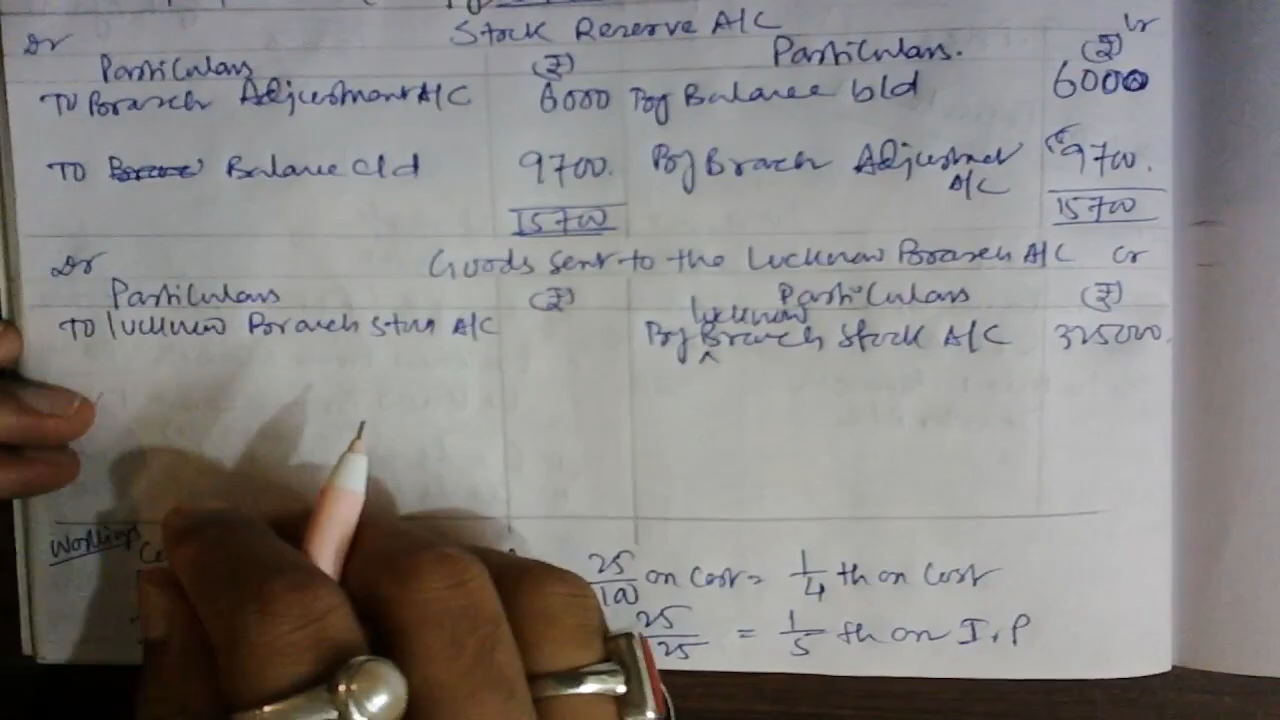 Stock Reserve A/C
Dr Cr
Particulars (₹) Particulars. (₹)
To Branch Adjustment A/C 6000 By Balance b/d 6000
To Balance c/d 9700. By Branch Adjustment A/C 9700.
15700 15700
Dr Goods sent to the Lucknow Branch A/C Cr
Particulars (₹) Particulars (₹)
To Lucknow Branch Stock A/C By Lucknow Branch Stock A/C 325000.
Workings
25/100 on Cost = 1/4 th on Cost
= 1/5 th on I.P